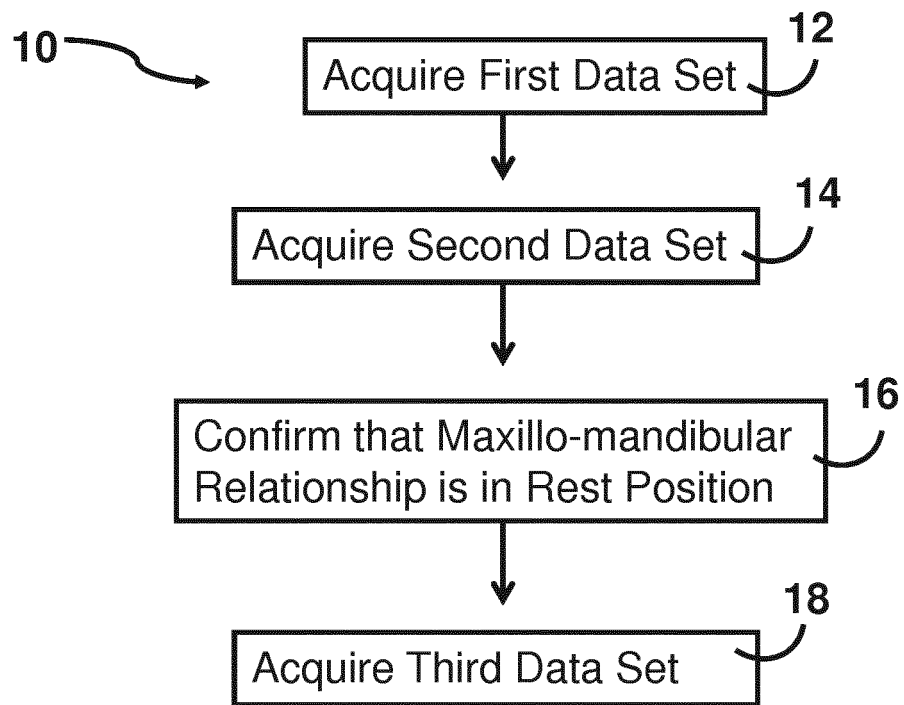 10
12
Acquire First Data Set
14
Acquire Second Data Set
16
Confirm that Maxillo-mandibular
Relationship is in Rest Position
18
Acquire Third Data Set